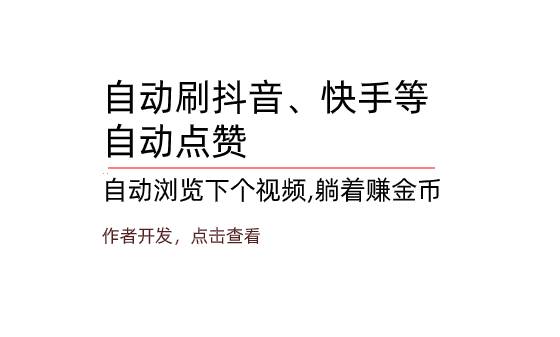 自动刷抖音、快手等
自动点赞
自动浏览下个视频,躺着赚金币
作者开发，点击查看